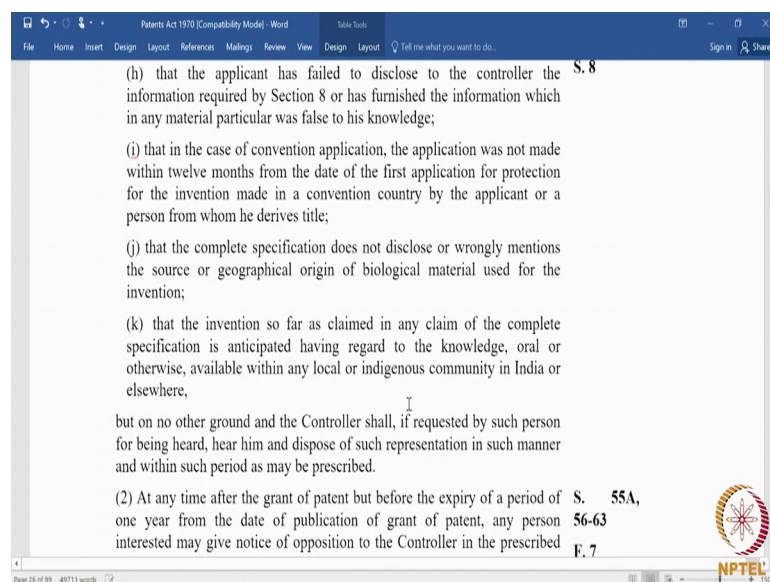 Patents Act 1970 [Compatibility Mode] - Word
Table Tools
File Home Insert Design Layout References Mailings Review View Design Layout Tell me what you want to do... Sign in Share
(h) that the applicant has failed to disclose to the controller the S. 8
information required by Section 8 or has furnished the information which
in any material particular was false to his knowledge;
(i) that in the case of convention application, the application was not made
within twelve months from the date of the first application for protection
for the invention made in a convention country by the applicant or a
person from whom he derives title;
(j) that the complete specification does not disclose or wrongly mentions
the source or geographical origin of biological material used for the
invention;
(k) that the invention so far as claimed in any claim of the complete
specification is anticipated having regard to the knowledge, oral or
otherwise, available within any local or indigenous community in India or
elsewhere,
but on no other ground and the Controller shall, if requested by such person
for being heard, hear him and dispose of such representation in such manner
and within such period as may be prescribed.
(2) At any time after the grant of patent but before the expiry of a period of S. 55A,
one year from the date of publication of grant of patent, any person 56-63
interested may give notice of opposition to the Controller in the prescribed F. 7
NPTEL
Page 26 of 99 49713 words